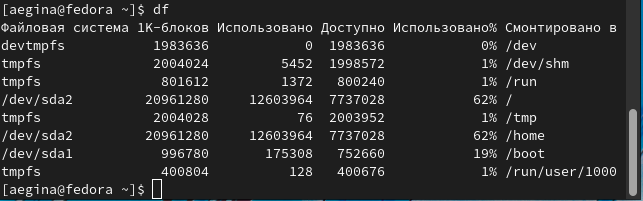 [aegina@fedora ~]$ df
Файловая система 1K-блоков Использовано Доступно Использовано% Смонтировано в
devtmpfs 1983636 0 1983636 0% /dev
tmpfs 2004024 5452 1998572 1% /dev/shm
tmpfs 801612 1372 800240 1% /run
/dev/sda2 20961280 12603964 7737028 62% /
tmpfs 2004028 76 2003952 1% /tmp
/dev/sda2 20961280 12603964 7737028 62% /home
/dev/sda1 996780 175308 752660 19% /boot
tmpfs 400804 128 400676 1% /run/user/1000
[aegina@fedora ~]$